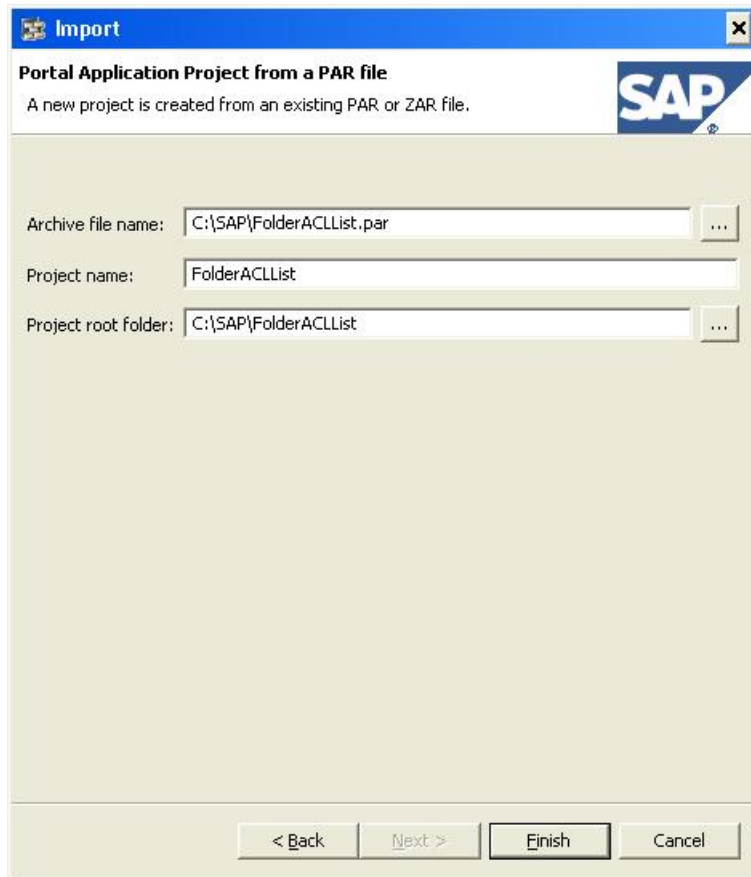 Import
Portal Application Project from a PAR file
A new project is created from an existing PAR or ZAR file.
SAP
®
Archive file name: C:\SAP\FolderACLList.par ...
Project name: FolderACLList
Project root folder: C:\SAP\FolderACLList ...
< Back Next > Finish Cancel